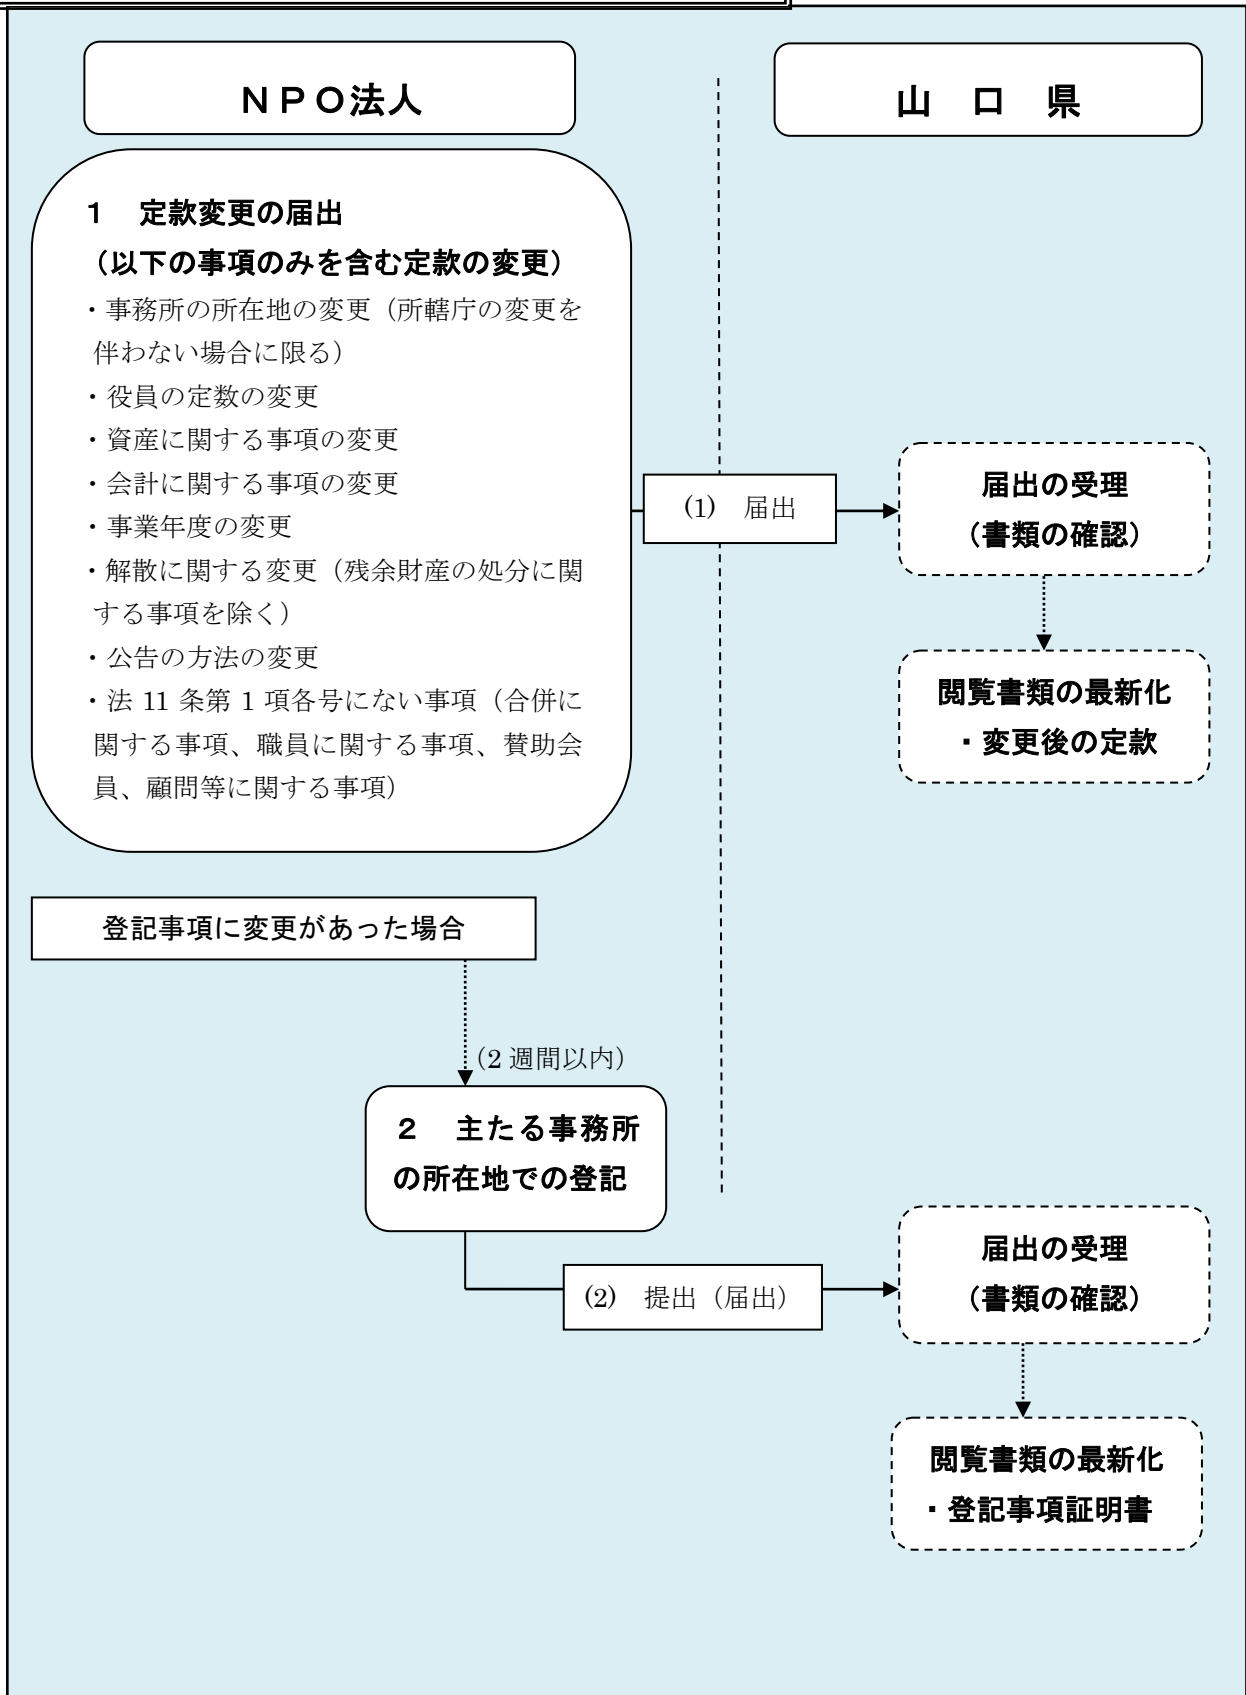 NPO法人
山 口 県
1 定款変更の届出
(以下の事項のみを含む定款の変更)
・事務所の所在地の変更(所轄庁の変更を
伴わない場合に限る)
・役員の定数の変更
・資産に関する事項の変更
・会計に関する事項の変更
・事業年度の変更
・解散に関する変更(残余財産の処分に関
する事項を除く)
・公告の方法の変更
・法 11 条第 1 項各号にない事項(合併に
関する事項、職員に関する事項、賛助会
員、顧問等に関する事項)
(1) 届出
届出の受理
(書類の確認)
閲覧書類の最新化
・変更後の定款
登記事項に変更があった場合
(2 週間以内)
2 主たる事務所
の所在地での登記
(2) 提出(届出)
届出の受理
(書類の確認)
閲覧書類の最新化
・登記事項証明書